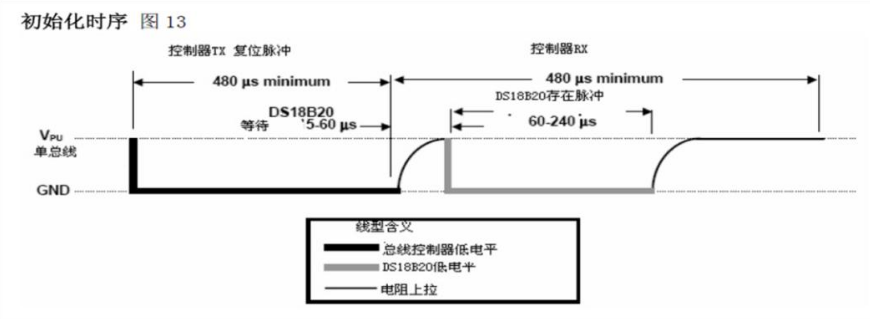 初始化时序 图 13
控制器TX 复位脉冲
控制器RX
480 µs minimum
480 µs minimum
DS18B20存在脉冲
DS18B20
等待 5-60 µs
60-240 µs
VPU
单总线
GND
线型含义
总线控制器低电平
DS18B20低电平
电阻上拉